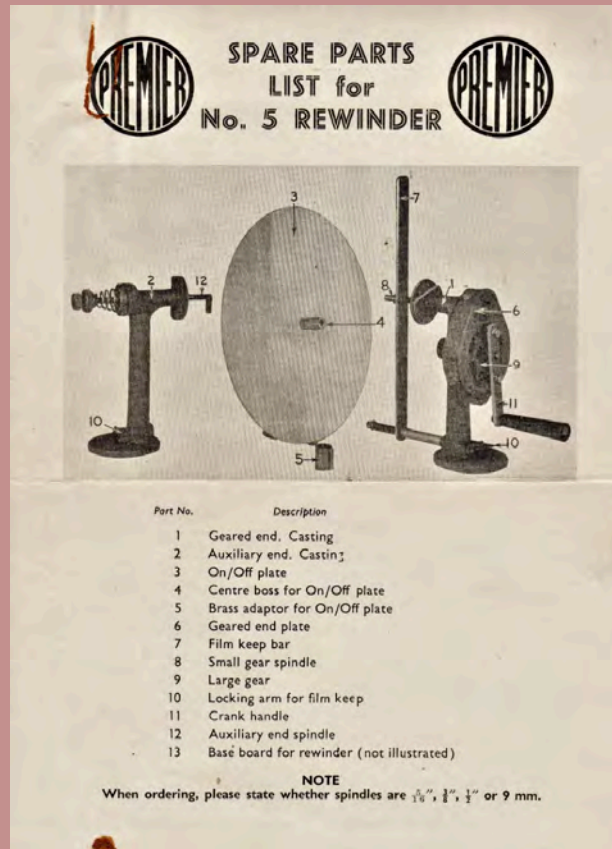 PREMIER
SPARE PARTS
LIST for
No. 5 REWINDER
PREMIER
3
2
12
4
5
10
7
8
1
6
9
11
10
Part No. Description
1 Geared end. Casting
2 Auxiliary end. Casting
3 On/Off plate
4 Centre boss for On/Off plate
5 Brass adaptor for On/Off plate
6 Geared end plate
7 Film keep bar
8 Small gear spindle
9 Large gear
10 Locking arm for film keep
11 Crank handle
12 Auxiliary end spindle
13 Base board for rewinder (not illustrated)
NOTE
When ordering, please state whether spindles are 5/16", 3/8", 1/2" or 9 mm.